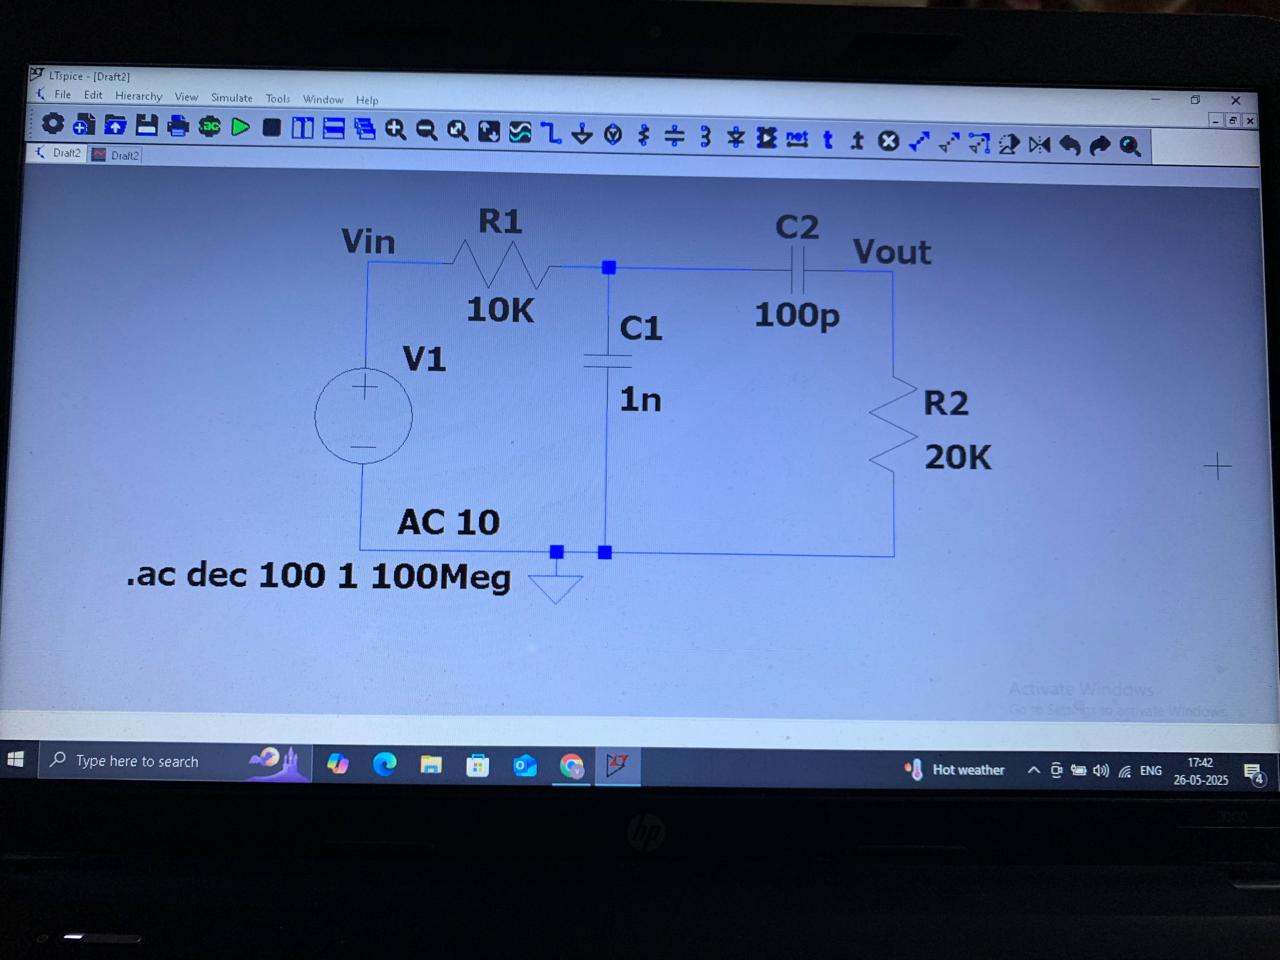 LTspice - [Draft2]
File Edit Hierarchy View Simulate Tools Window Help
Draft2 Draft2
R1
C2
Vin
Vout
10K
100p
C1
V1
1n
R2
20K
AC 10
.ac dec 100 1 100Meg
Activate Windows
Go to Settings to activate Windows.
Type here to search
Hot weather
ENG
17:42
26-05-2025
4
hp